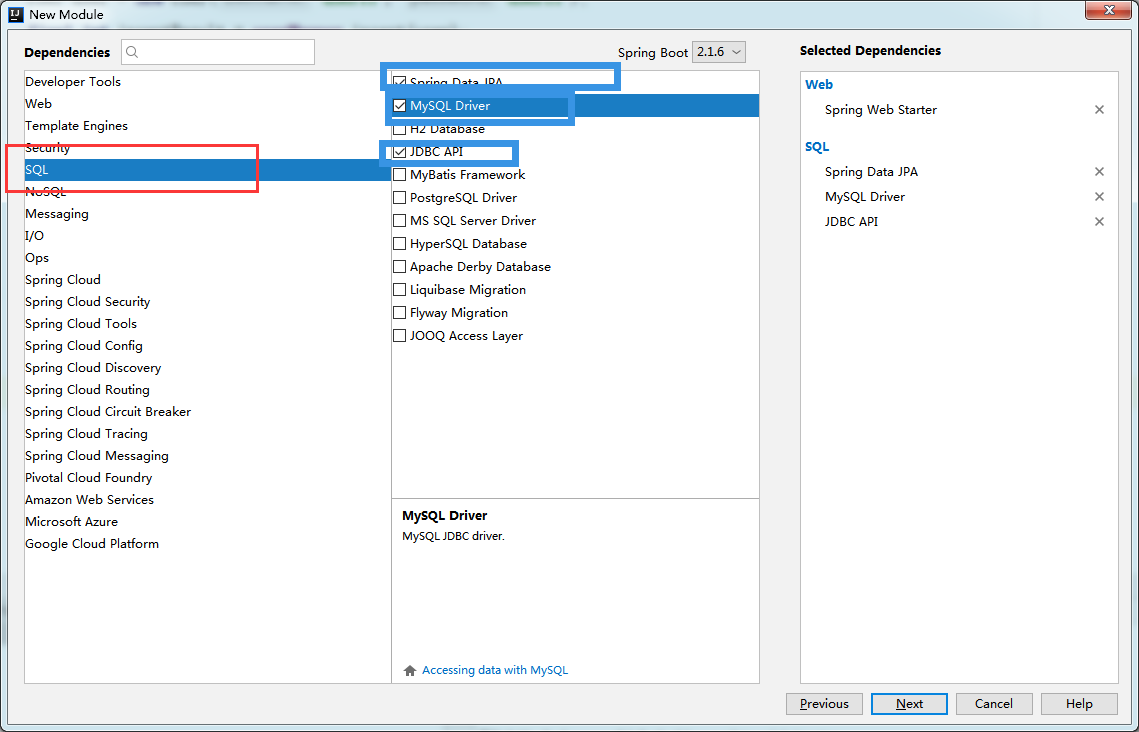 New Module
Dependencies
Spring Boot 2.1.6
Selected Dependencies
Developer Tools
Web
Template Engines
Security
SQL
NoSQL
Messaging
I/O
Ops
Spring Cloud
Spring Cloud Security
Spring Cloud Tools
Spring Cloud Config
Spring Cloud Discovery
Spring Cloud Routing
Spring Cloud Circuit Breaker
Spring Cloud Tracing
Spring Cloud Messaging
Pivotal Cloud Foundry
Amazon Web Services
Microsoft Azure
Google Cloud Platform
Spring Data JPA
MySQL Driver
H2 Database
JDBC API
MyBatis Framework
PostgreSQL Driver
MS SQL Server Driver
HyperSQL Database
Apache Derby Database
Liquibase Migration
Flyway Migration
JOOQ Access Layer
MySQL Driver
MySQL JDBC driver.
Accessing data with MySQL
Web
Spring Web Starter
SQL
Spring Data JPA
MySQL Driver
JDBC API
Previous
Next
Cancel
Help